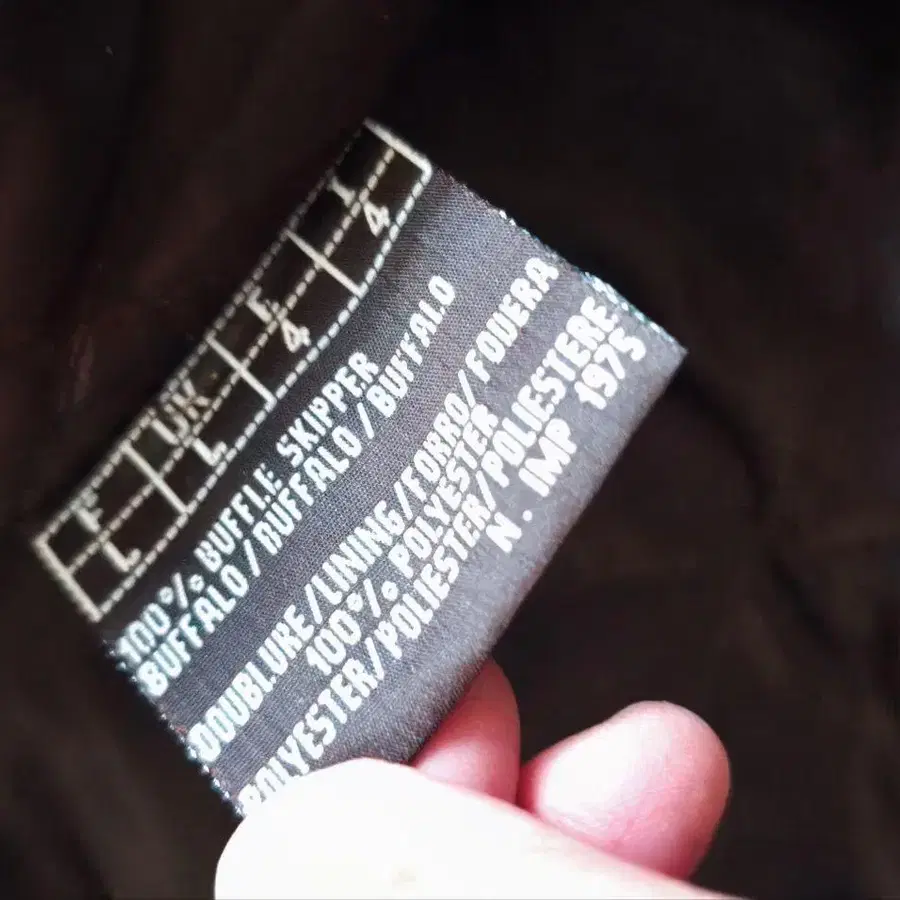 F UK E I
L L 4 4
100% BUFFLE SKIPPER
BUFFALO/BUFFALO/BUFFALO
DOUBLURE/LINING/FORRO/FODERA
100% POLYESTER
POLYESTER/POLIESTER/POLIESTERE
N. IMP 1975